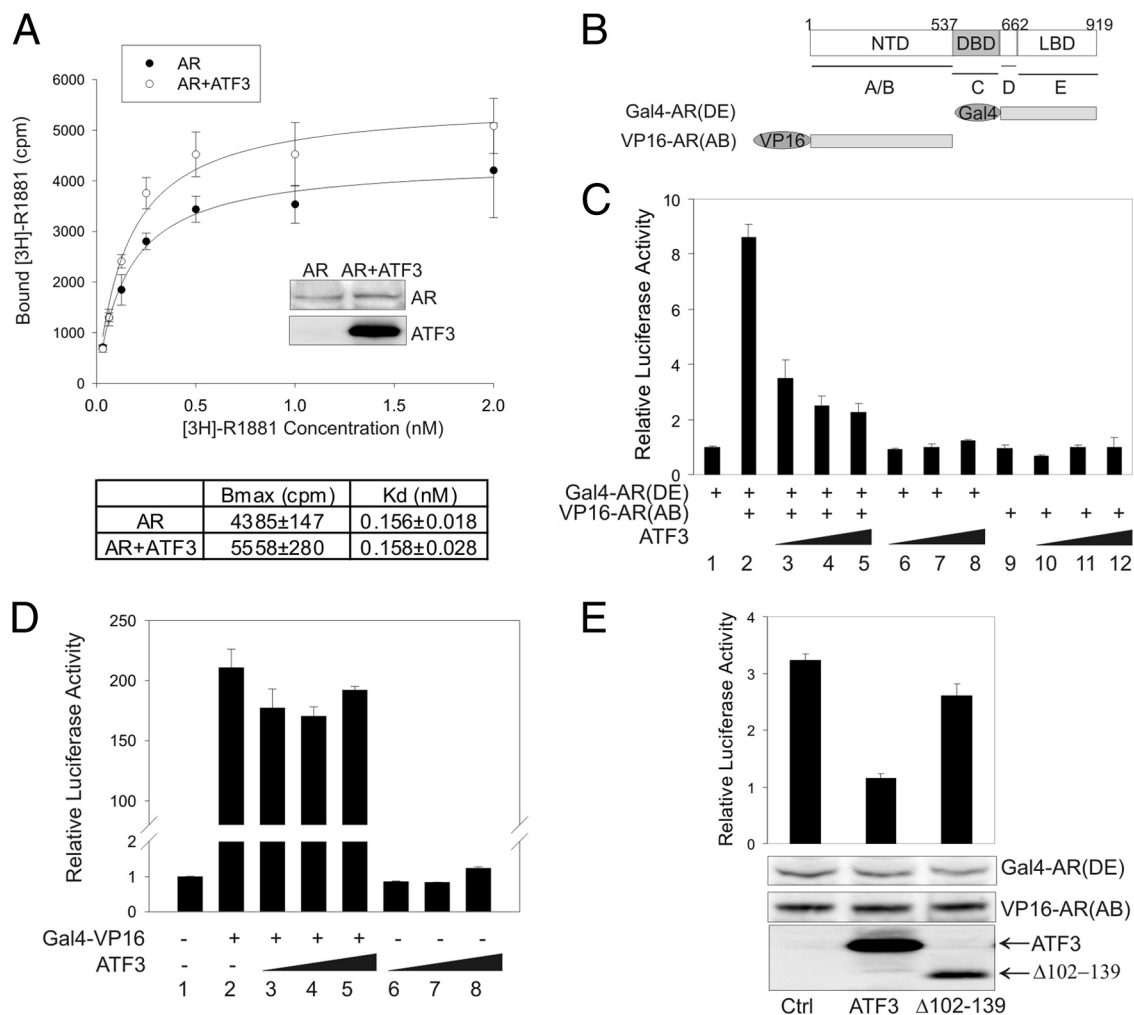 A
AR
AR+ATF3
6000
5000
4000
3000
2000
1000
0
Bound [3H]-R1881 (cpm)
0.0 0.5 1.0 1.5 2.0
[3H]-R1881 Concentration (nM)
AR AR+ATF3
AR
ATF3
Bmax (cpm) Kd (nM)
AR 4385±147 0.156±0.018
AR+ATF3 5558±280 0.158±0.028
B
1 537 662 919
NTD DBD LBD
A/B C D E
Gal4-AR(DE) Gal4
VP16-AR(AB) VP16
C
10
8
6
4
2
0
Relative Luciferase Activity
Gal4-AR(DE) + + + + + + + +
VP16-AR(AB) + + + + + + + +
ATF3
1 2 3 4 5 6 7 8 9 10 11 12
D
250
200
150
100
2
1
0
Relative Luciferase Activity
Gal4-VP16 - + + + + - - -
ATF3 - -
1 2 3 4 5 6 7 8
E
4
3
2
1
0
Relative Luciferase Activity
Gal4-AR(DE)
VP16-AR(AB)
ATF3
Δ102–139
Ctrl ATF3 Δ102-139